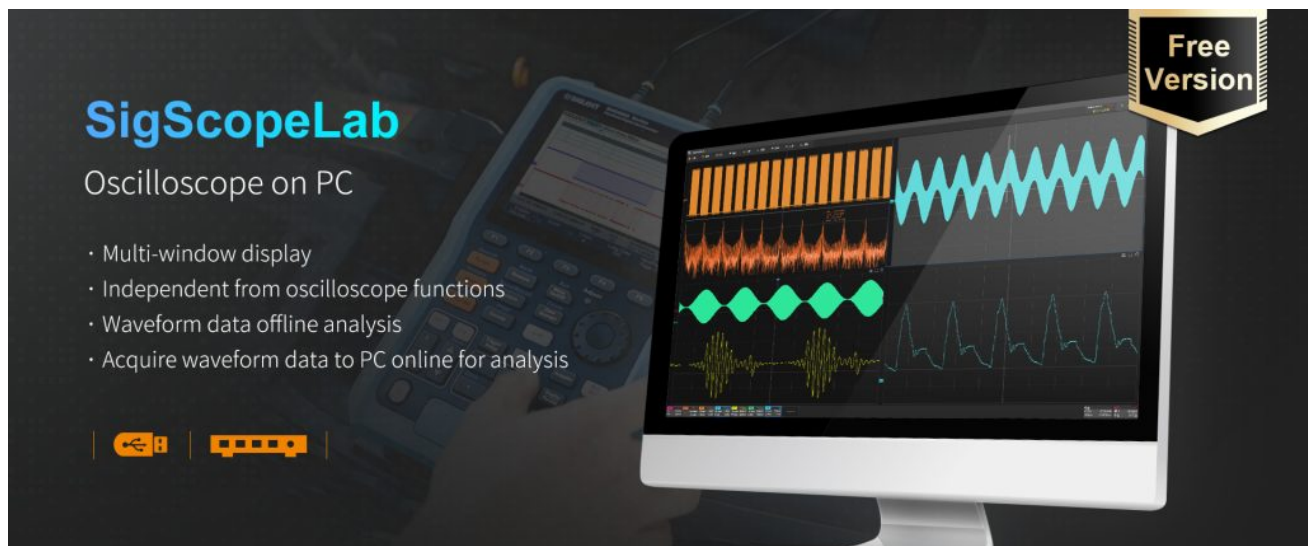 Free
Version
SigScopeLab
Oscilloscope on PC
· Multi-window display
· Independent from oscilloscope functions
· Waveform data offline analysis
· Acquire waveform data to PC online for analysis